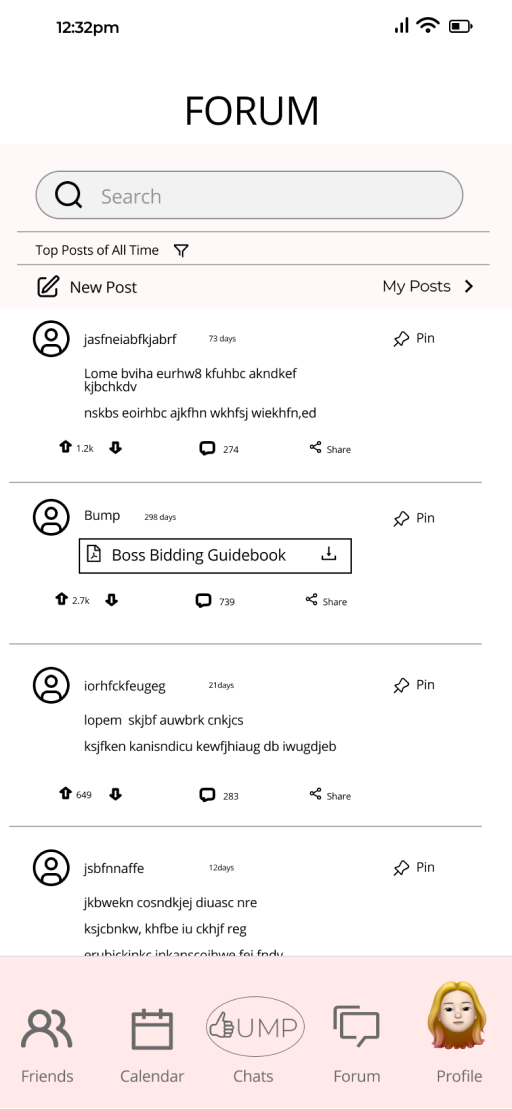 12:32pm
FORUM
Search
Top Posts of All Time
New Post
My Posts
jasfneiabfkjabrf 73 days Pin
Lome bviha eurhw8 kfuhbc akndkef
kjbchkdv
nskbs eoirhbc ajkfhn wkhfsj wiekhfn,ed
1.2k 274 Share
Bump 298 days Pin
Boss Bidding Guidebook
2.7k 739 Share
iorhfckfeugeg 21days Pin
lopem skjbf auwbrk cnkjcs
ksjfken kanisndicu kewfjhiaug db iwugdjeb
649 283 Share
jsbfnnaffe 12days Pin
jkbwekn cosndkjej diuasc nre
ksjcbnkw, khfbe iu ckhjf reg
UMP
Friends Calendar Chats Forum Profile